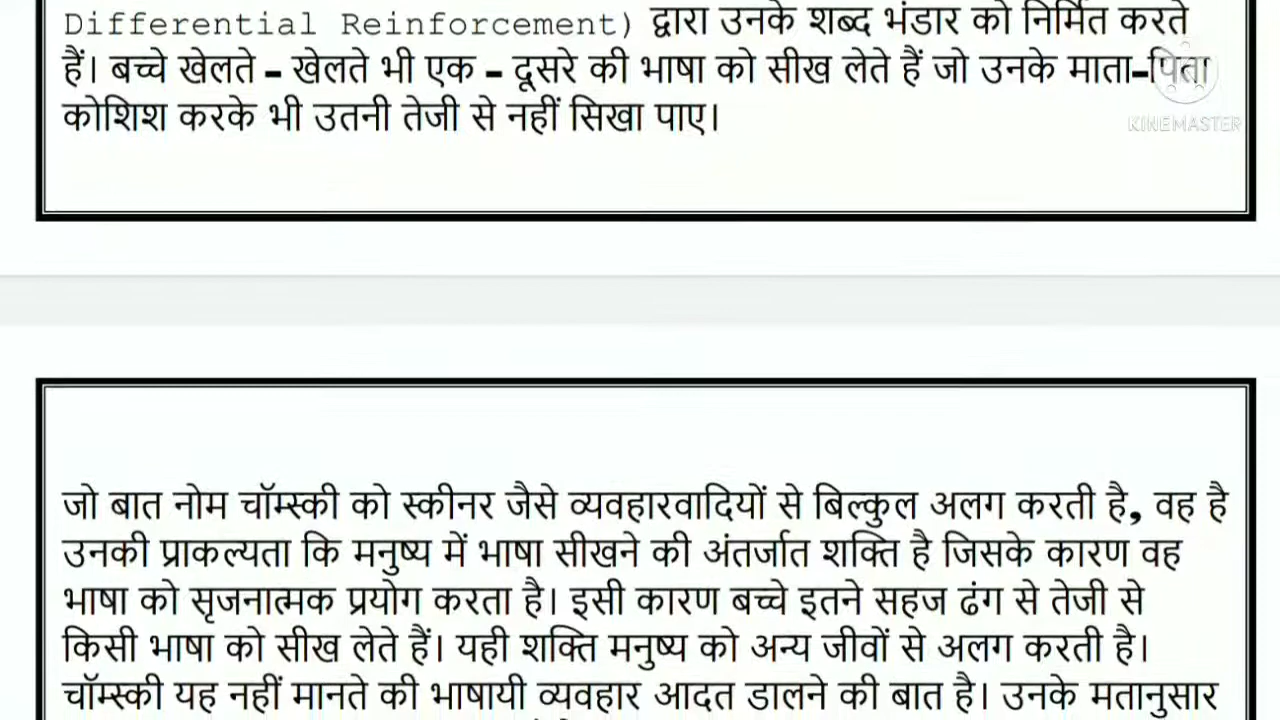 Differential Reinforcement) द्वारा उनके शब्द भंडार को निर्मित करते
हैं। बच्चे खेलते – खेलते भी एक – दूसरे की भाषा को सीख लेते हैं जो उनके माता–पिता
KINEMASTER
कोशिश करके भी उतनी तेजी से नहीं सिखा पाए।
जो बात नोम चॉम्स्की को स्कीनर जैसे व्यवहारवादियों से बिल्कुल अलग करती है, वह है
उनकी प्राकल्यता कि मनुष्य में भाषा सीखने की अंतर्जात शक्ति है जिसके कारण वह
भाषा को सृजनात्मक प्रयोग करता है। इसी कारण बच्चे इतने सहज ढंग से तेजी से
किसी भाषा को सीख लेते हैं। यही शक्ति मनुष्य को अन्य जीवों से अलग करती है।
चॉम्स्की यह नहीं मानते की भाषायी व्यवहार आदत डालने की बात है। उनके मतानुसार